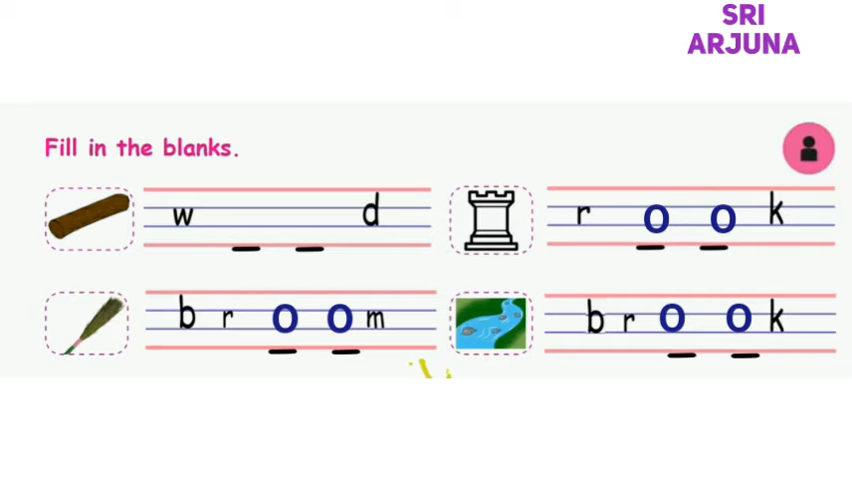 SRI
ARJUNA
Fill in the blanks.
w _ _ d
r o o k
b r o o m
b r o o k